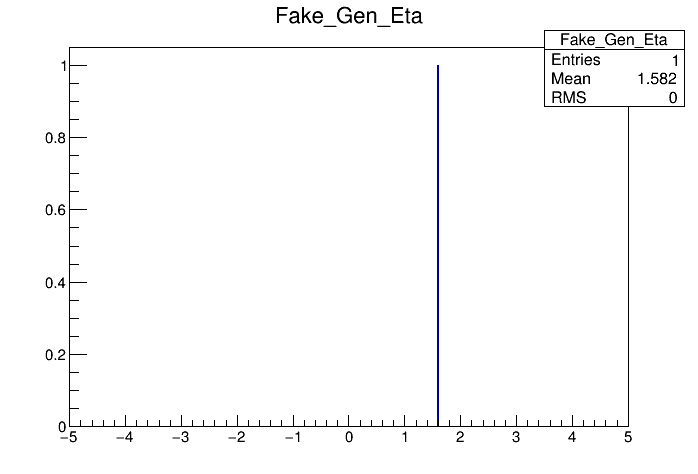 Fake_Gen_Eta
Fake_Gen_Eta
Entries 1
Mean 1.582
RMS 0
1
0.8
0.6
0.4
0.2
0
−5 −4 −3 −2 −1 0 1 2 3 4 5